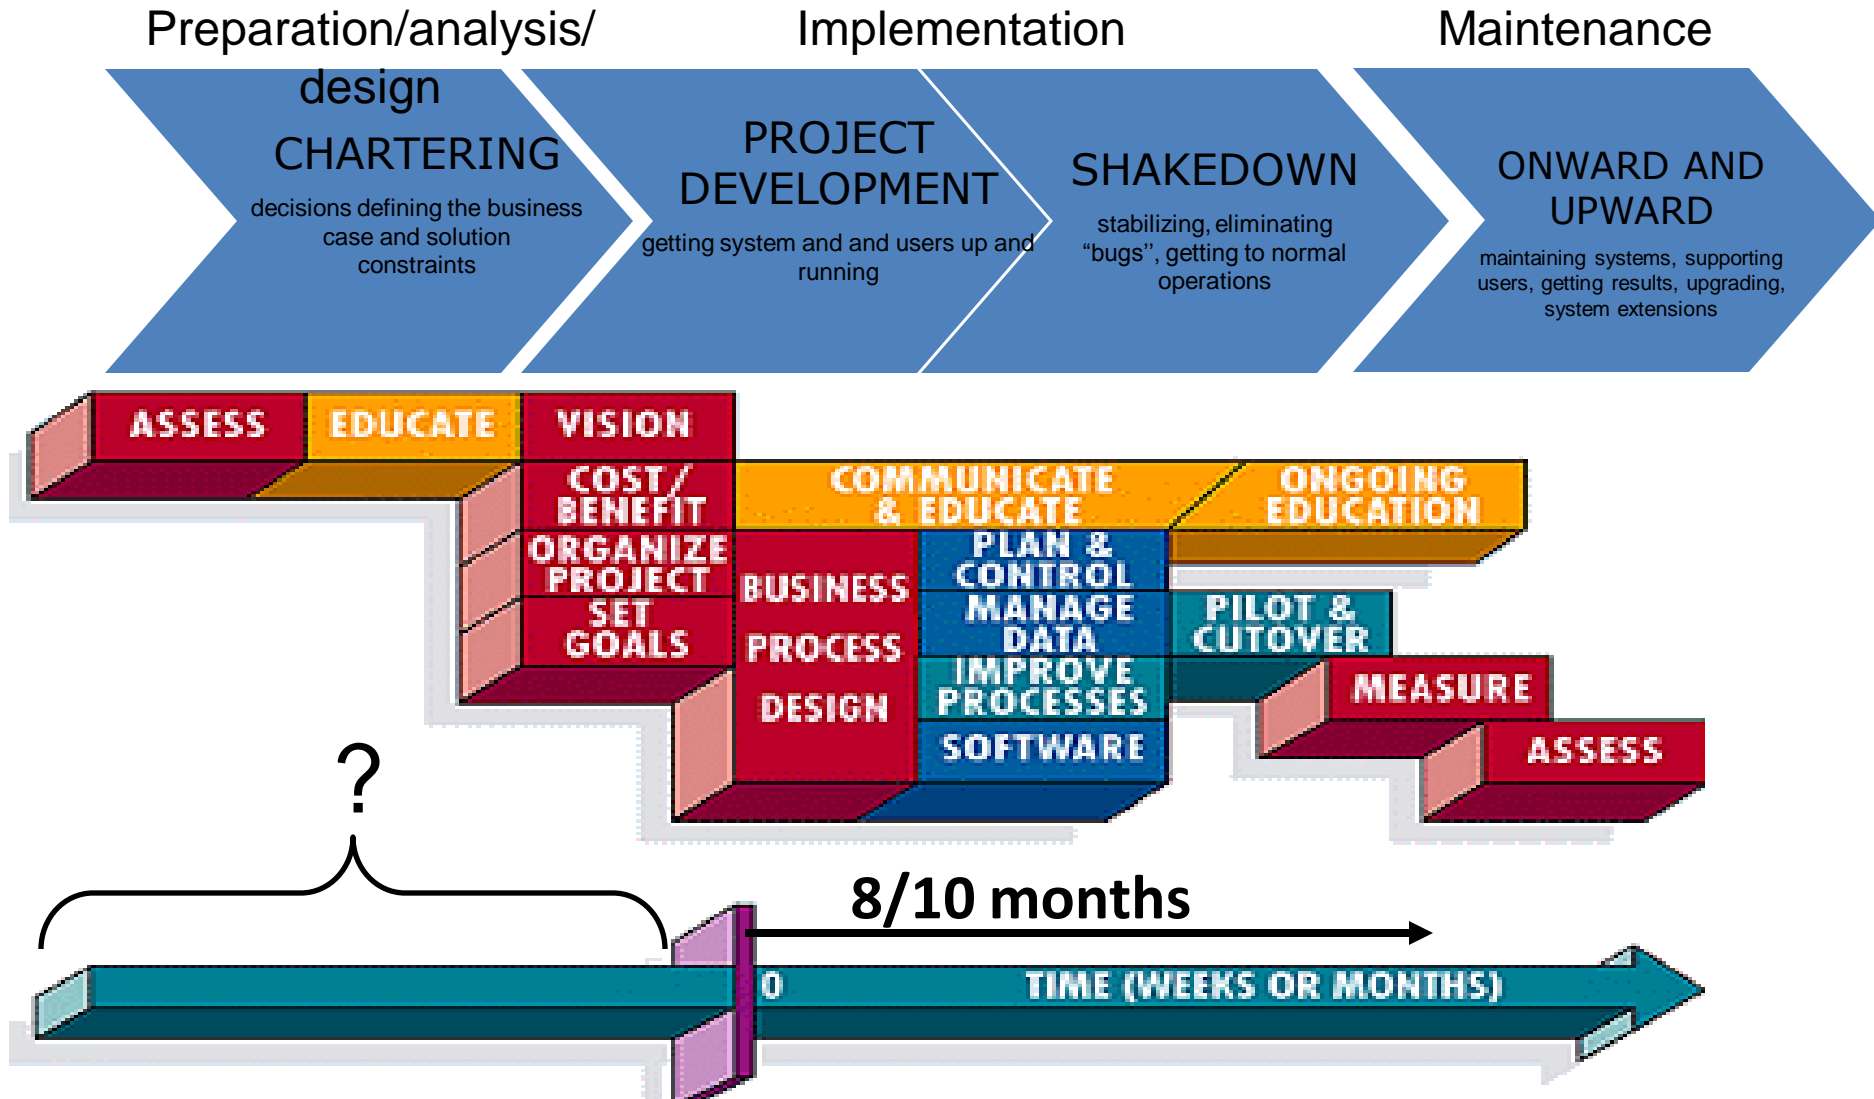 Preparation/analysis/
design
Implementation
Maintenance
CHARTERING
decisions defining the business
case and solution
constraints
PROJECT
DEVELOPMENT
getting system and and users up and
running
SHAKEDOWN
stabilizing, eliminating
“bugs’’, getting to normal
operations
ONWARD AND
UPWARD
maintaining systems, supporting
users, getting results, upgrading,
system extensions
ASSESS
EDUCATE
VISION
COST/
BENEFIT
ORGANIZE
PROJECT
SET
GOALS
COMMUNICATE
& EDUCATE
ONGOING
EDUCATION
BUSINESS
PROCESS
DESIGN
PLAN &
CONTROL
MANAGE
DATA
IMPROVE
PROCESSES
SOFTWARE
PILOT &
CUTOVER
MEASURE
ASSESS
?
8/10 months
0
TIME (WEEKS OR MONTHS)